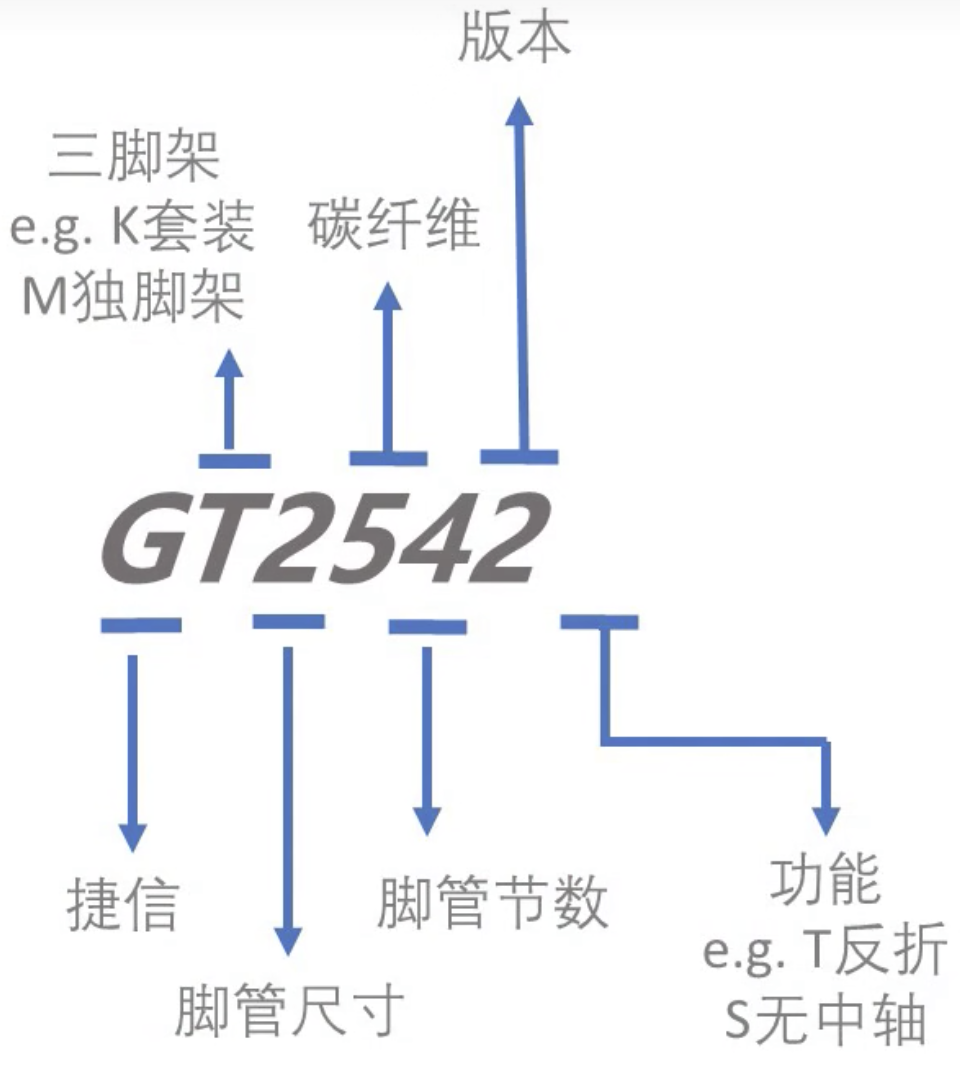 版本
三脚架
e.g. K套装
M独脚架
碳纤维
GT2542
捷信
脚管尺寸
脚管节数
功能
e.g. T反折
S无中轴